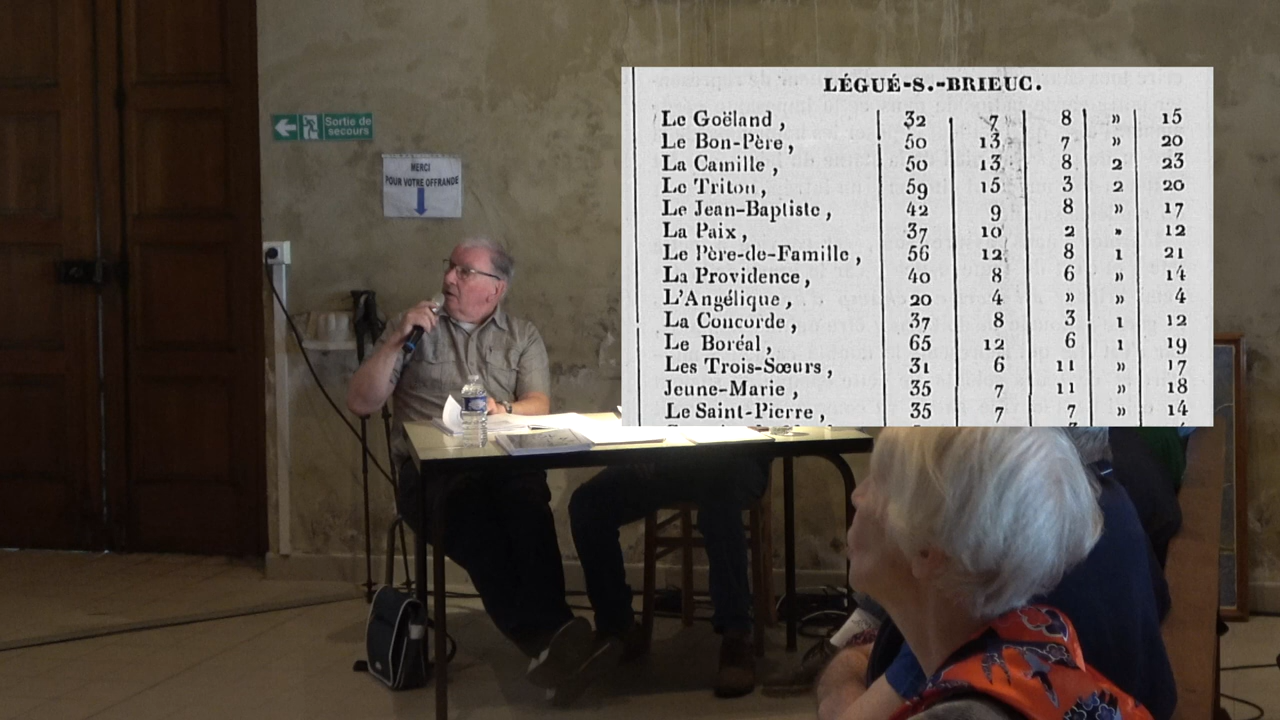 Sortie de
secours
MERCI
POUR VOTRE OFFRANDE
LÉGUÉ-S.-BRIEUC.
Le Goëland, 32 7 8 » 15
Le Bon-Père, 50 13 7 » 20
La Camille, 50 13 8 2 23
Le Triton, 59 15 3 2 20
Le Jean-Baptiste, 42 9 8 » 17
La Paix, 37 10 2 » 12
Le Père-de-Famille, 56 12 8 1 21
La Providence, 40 8 6 » 14
L'Angélique, 20 4 » » 4
La Concorde, 37 8 3 1 12
Le Boréal, 65 12 6 1 19
Les Trois-Sœurs, 31 6 11 » 17
Jeune-Marie, 35 7 11 » 18
Le Saint-Pierre, 35 7 7 » 14